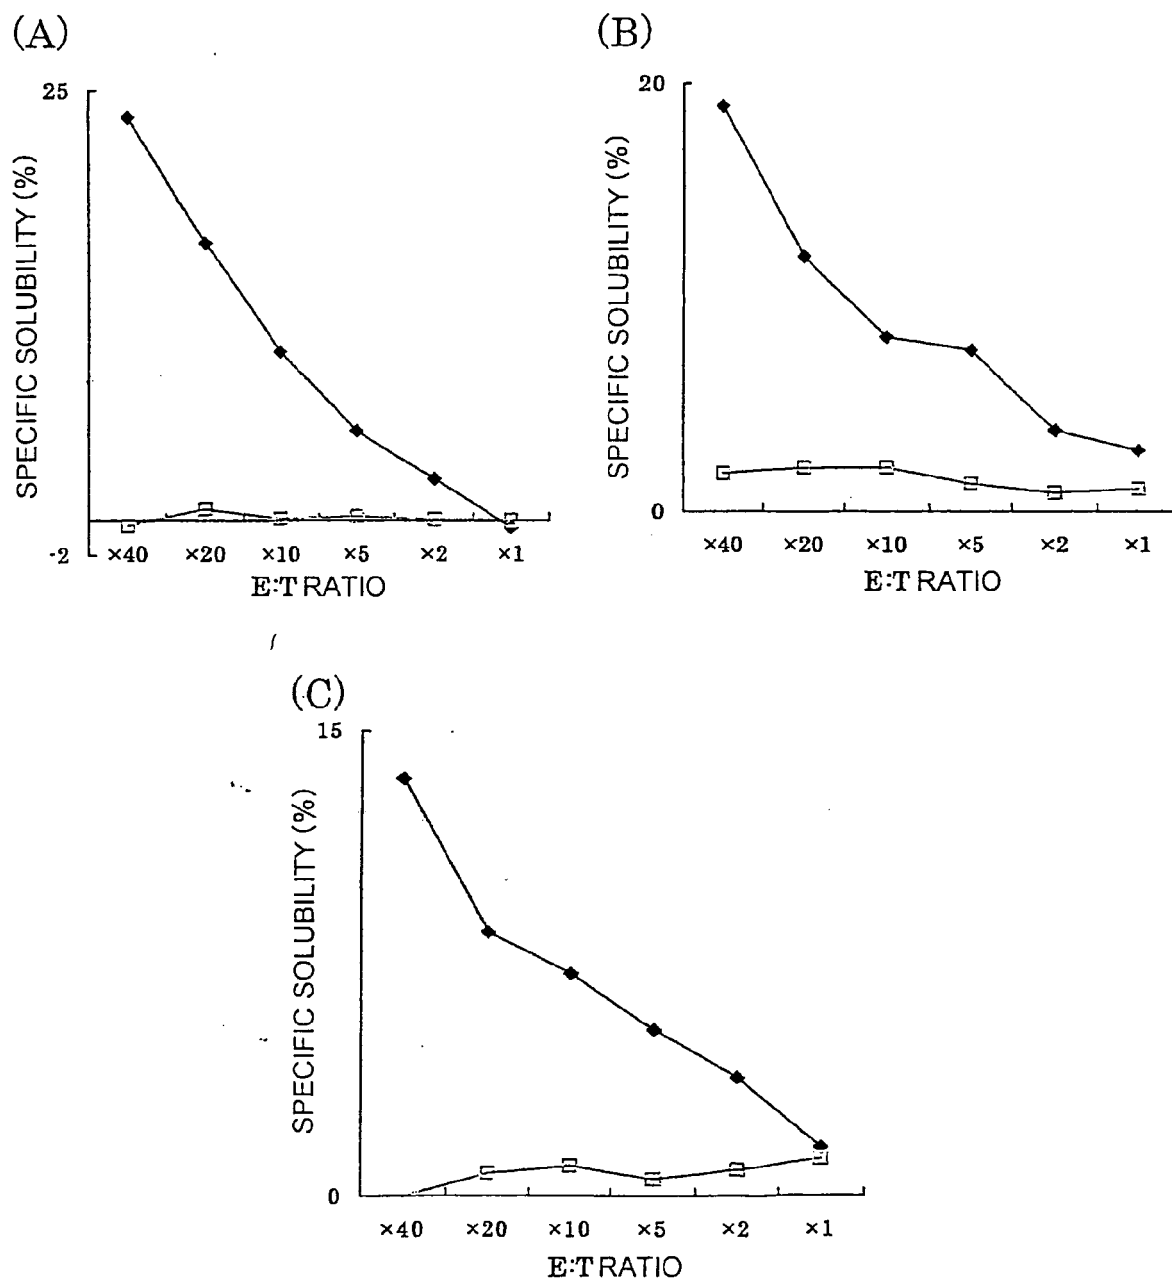 (A)
25
SPECIFIC SOLUBILITY (%)
-2
×40 ×20 ×10 ×5 ×2 ×1
E:T RATIO
(B)
20
SPECIFIC SOLUBILITY (%)
0
×40 ×20 ×10 ×5 ×2 ×1
E:T RATIO
(C)
15
SPECIFIC SOLUBILITY (%)
0
×40 ×20 ×10 ×5 ×2 ×1
E:T RATIO